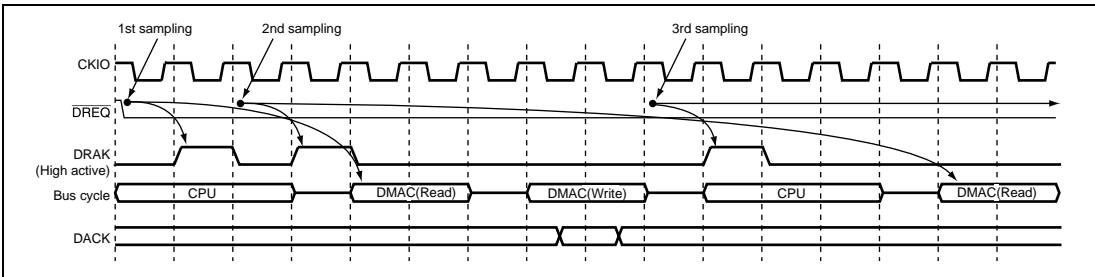 1st sampling 2nd sampling 3rd sampling
CKIO
DREQ
DRAK
(High active)
Bus cycle CPU DMAC(Read) DMAC(Write) CPU DMAC(Read)
DACK